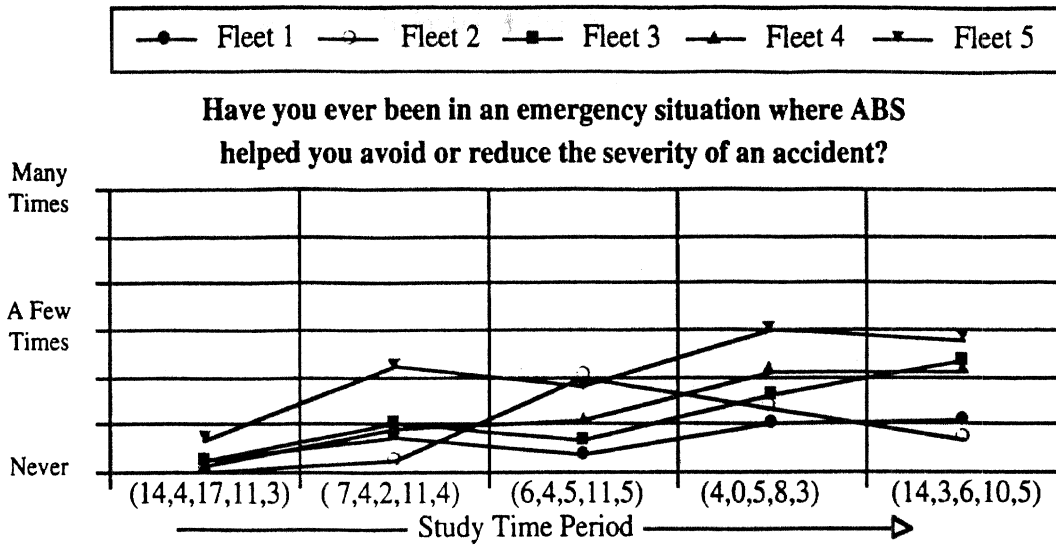 Fleet 1 Fleet 2 Fleet 3 Fleet 4 Fleet 5
Have you ever been in an emergency situation where ABS
helped you avoid or reduce the severity of an accident?
Many
Times
A Few
Times
Never
(14,4,17,11,3) (7,4,2,11,4) (6,4,5,11,5) (4,0,5,8,3) (14,3,6,10,5)
Study Time Period